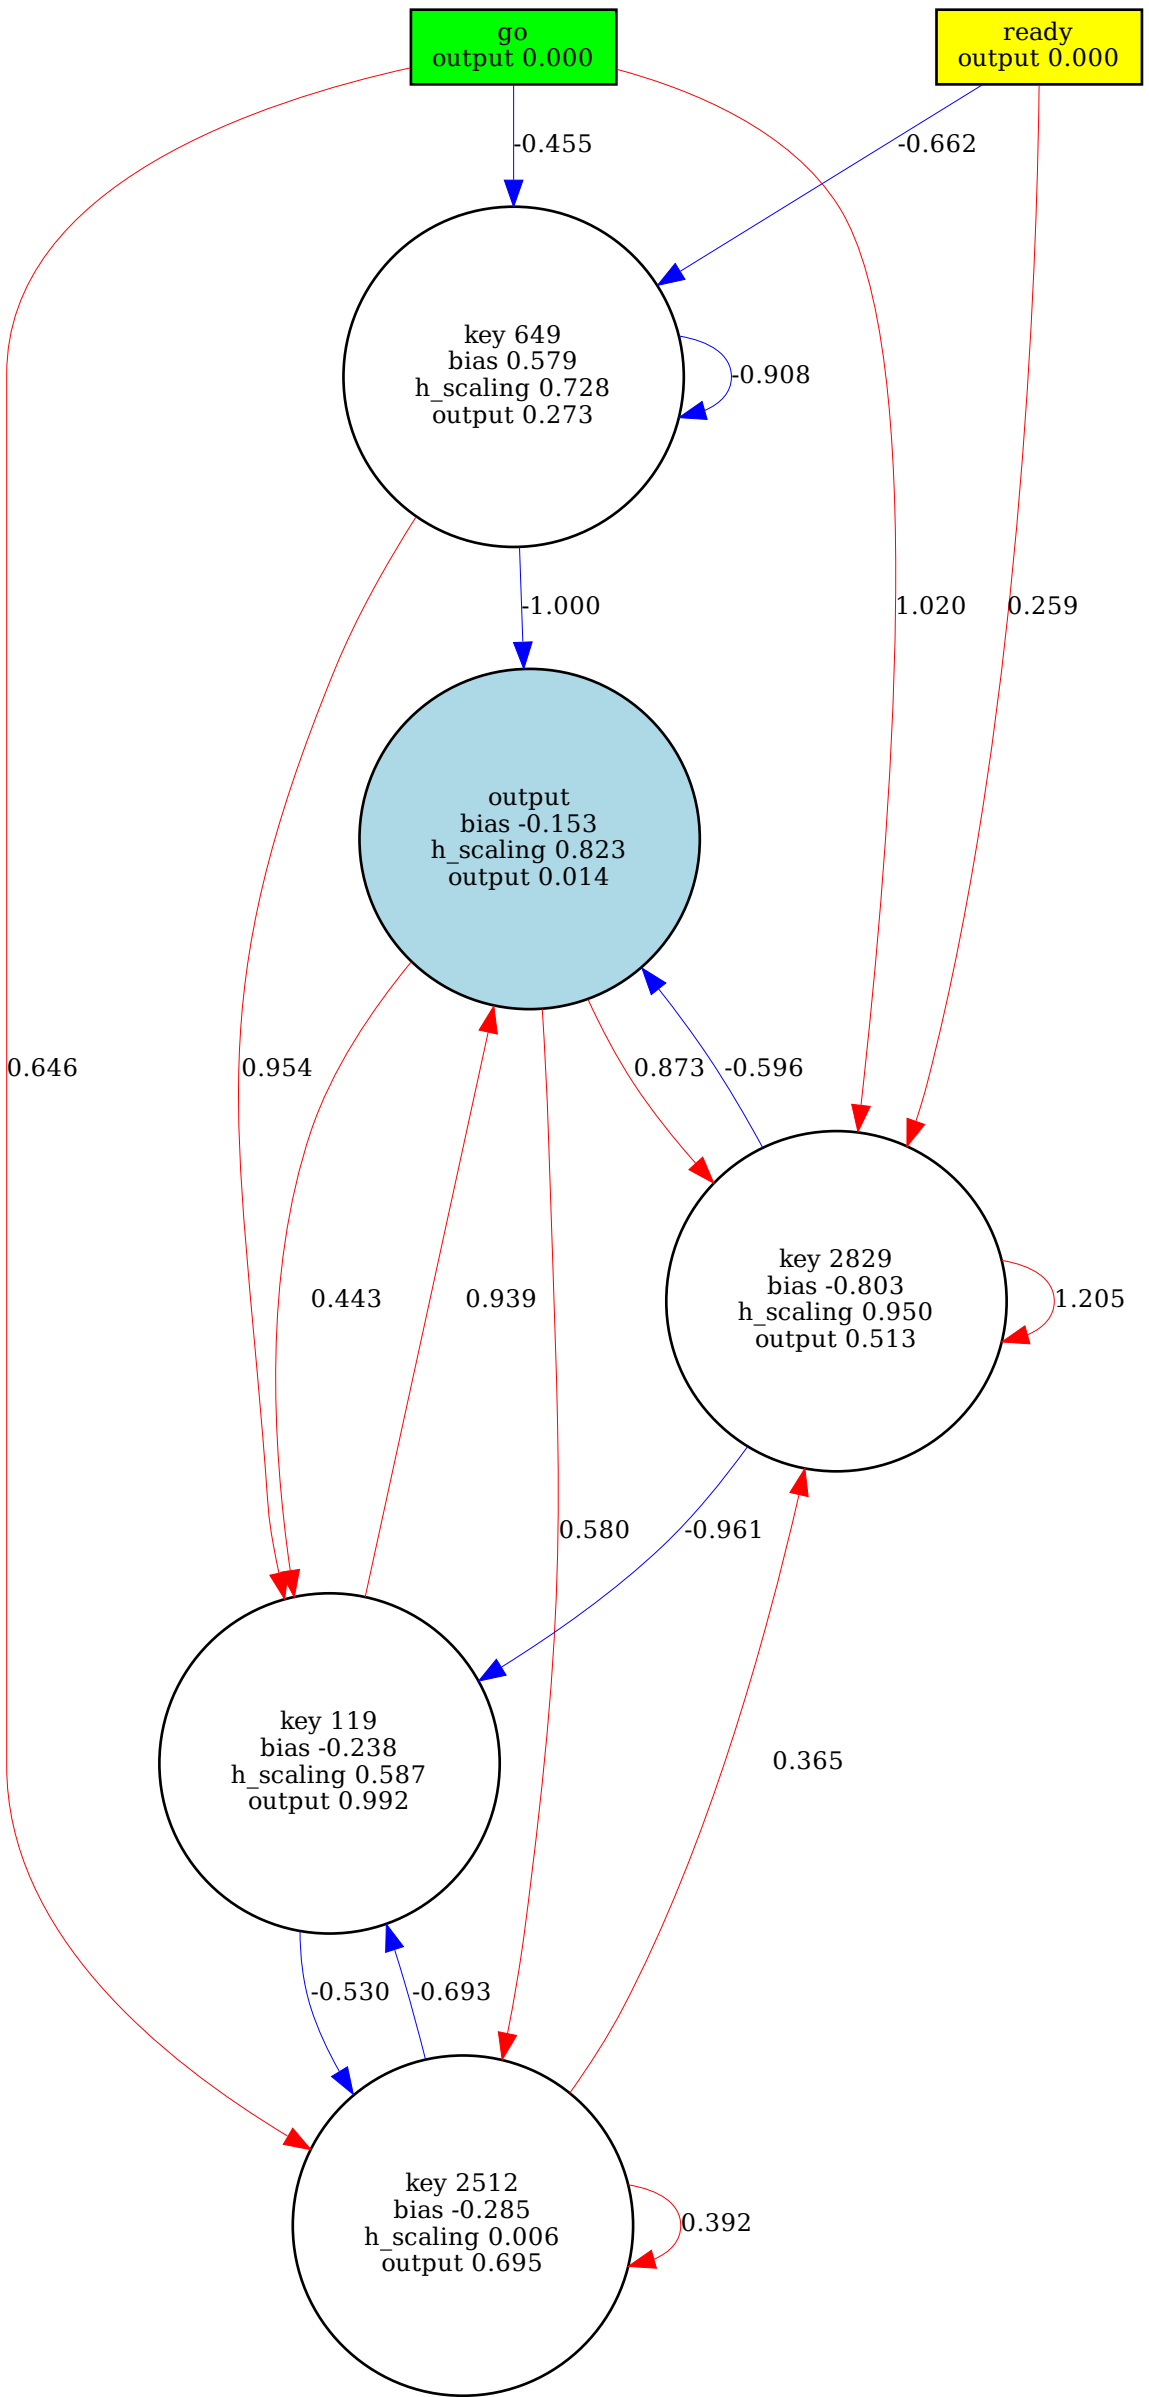 go
output 0.000
ready
output 0.000
-0.455
-0.662
key 649
bias 0.579
h_scaling 0.728
output 0.273
-0.908
-1.000
1.020
0.259
output
bias -0.153
h_scaling 0.823
output 0.014
0.646
0.954
0.873
-0.596
key 2829
bias -0.803
h_scaling 0.950
output 0.513
1.205
0.443
0.939
0.580
-0.961
key 119
bias -0.238
h_scaling 0.587
output 0.992
0.365
-0.530
-0.693
key 2512
bias -0.285
h_scaling 0.006
output 0.695
0.392